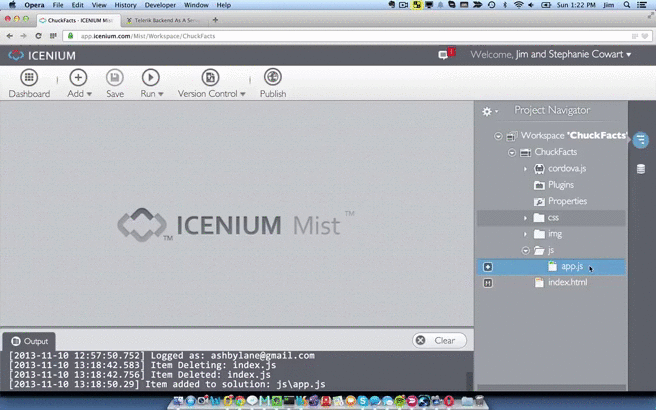 Opera File Edit View History Developer Window Help
Sun 1:22 PM Jim
ChuckFacts - ICENIUM Mis
Telerik Backend As A Serv
app.icenium.com/Mist/Workspace/ChuckFacts
ICENIUM
Welcome, Jim and Stephanie Cowart
Dashboard Add Save Run Version Control Publish
Project Navigator
Workspace 'ChuckFacts'
ChuckFacts
cordova.js
Plugins
Properties
css
img
js
app.js
index.html
ICENIUM Mist™
TM
Output
Clear
[2013-11-10 12:57:50.752] Logged as: ashbylane@gmail.com
[2013-11-10 13:18:42.583] Item Deleting: index.js
[2013-11-10 13:18:42.753] Item deleted: index.js
[2013-11-10 13:18:50.29] Item added to solution: js\app.js